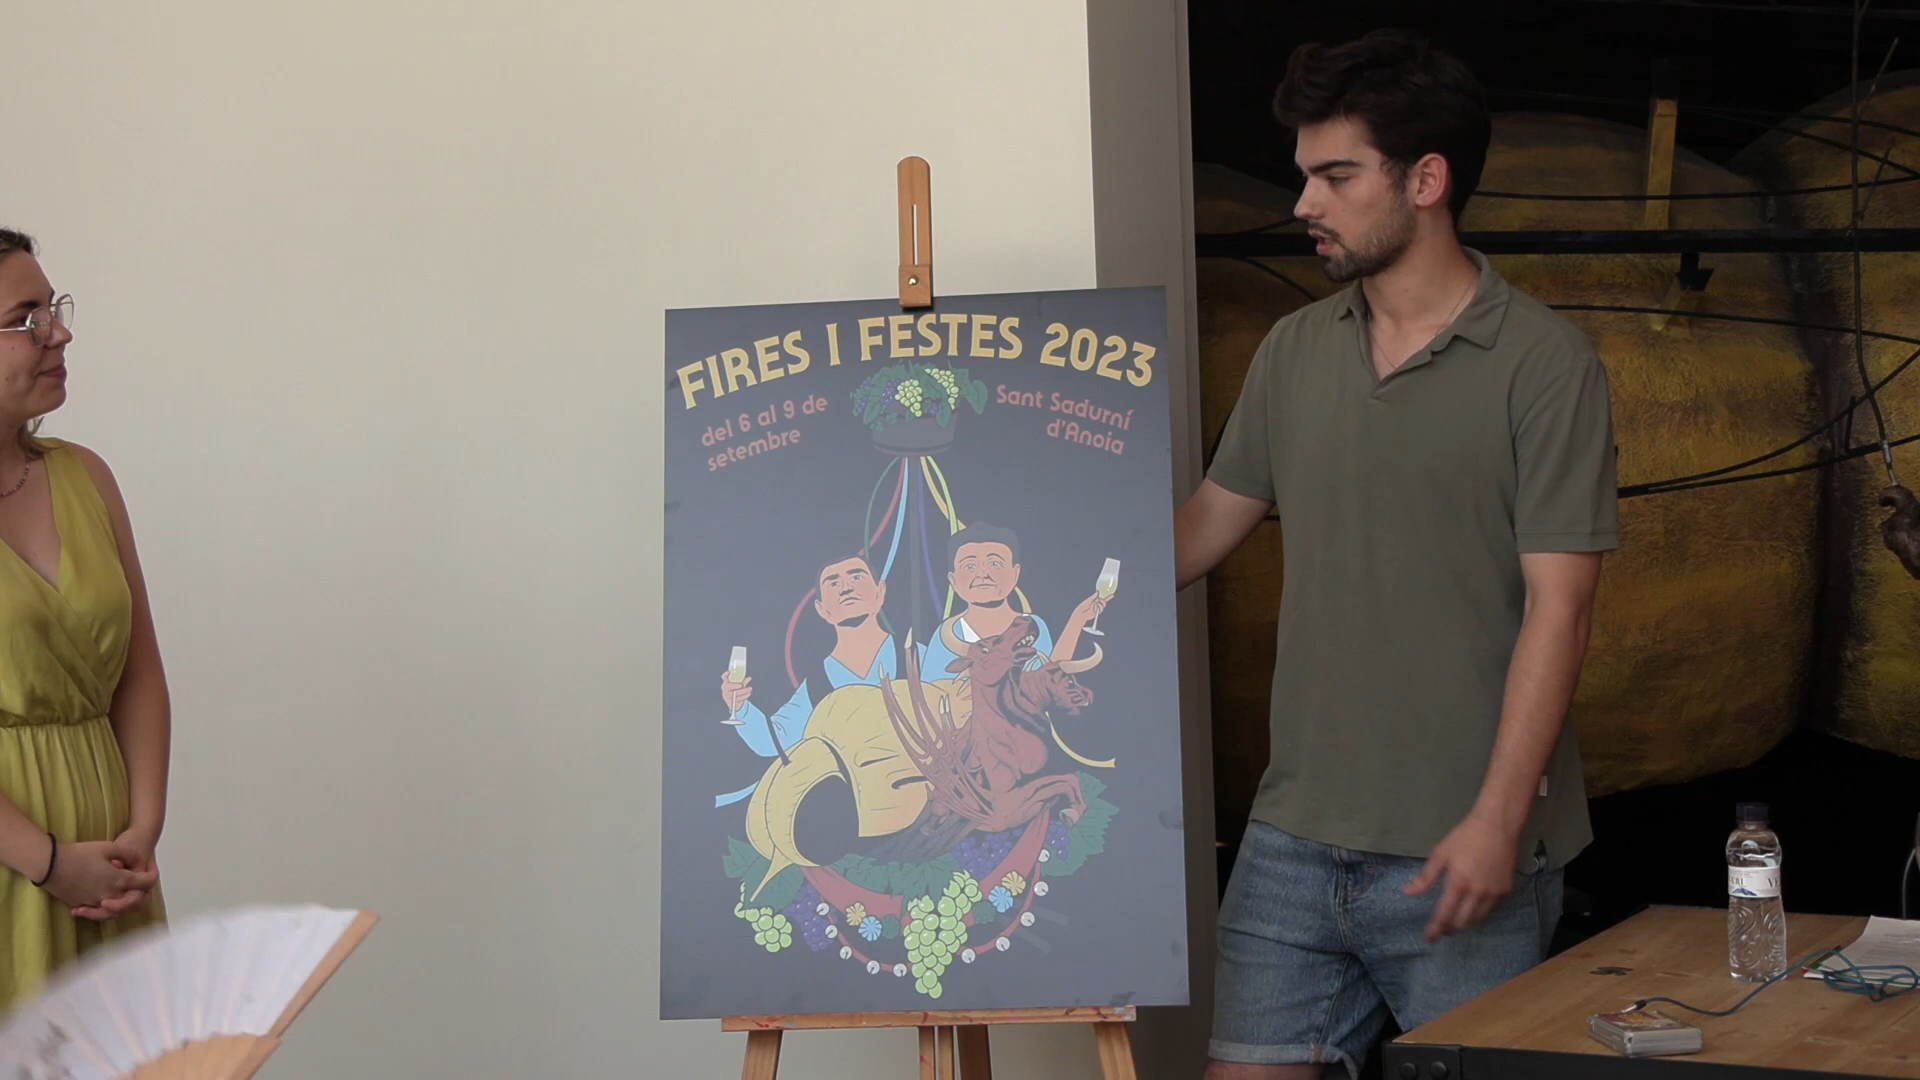 FIRES I FESTES 2023
del 6 al 9 de
setembre
Sant Sadurní
d'Anoia